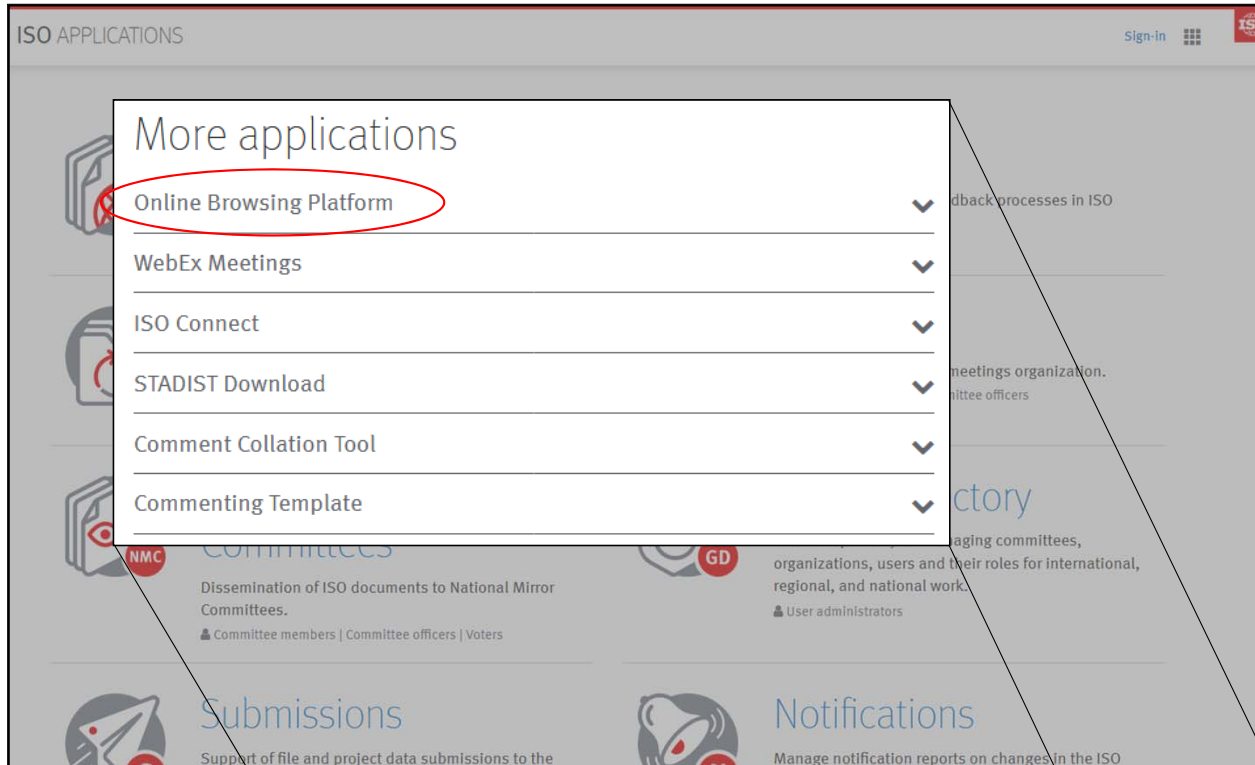 ISO APPLICATIONS
Sign-in
More applications
Online Browsing Platform
WebEx Meetings
ISO Connect
STADIST Download
Comment Collation Tool
Commenting Template
dback processes in ISO
meetings organization.
ittee officers
NMC
Committees
Dissemination of ISO documents to National Mirror
Committees.
Committee members | Committee officers | Voters
GD
ctory
aging committees,
organizations, users and their roles for international,
regional, and national work.
User administrators
Submissions
Support of file and project data submissions to the
Notifications
Manage notification reports on changes in the ISO